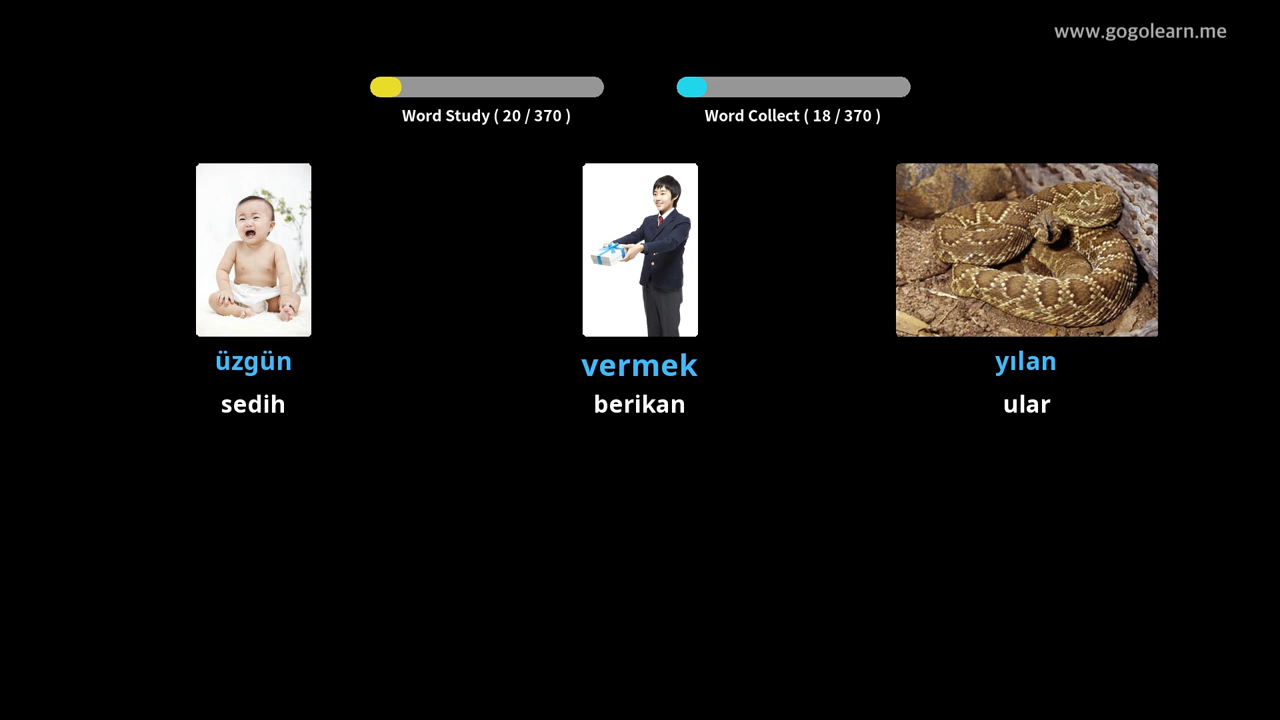 www.gogolearn.me
Word Study ( 20 / 370 )
Word Collect ( 18 / 370 )
üzgün
sedih
vermek
berikan
yılan
ular